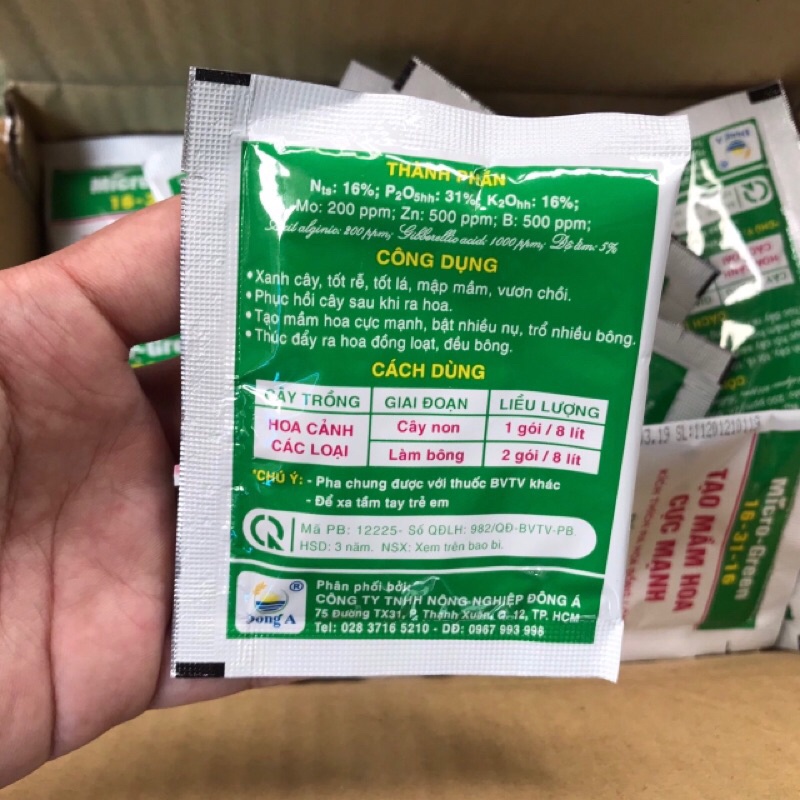 THÀNH PHẦN
Nts: 16%; P2O5hh: 31%; K2Ohh: 16%;
Mo: 200 ppm; Zn: 500 ppm; B: 500 ppm;
Axit alginic: 200 ppm; Gibberellic acid: 1000 ppm; Độ ẩm: 5%
CÔNG DỤNG
• Xanh cây, tốt rễ, tốt lá, mập mầm, vươn chồi.
• Phục hồi cây sau khi ra hoa.
• Tạo mầm hoa cực mạnh, bật nhiều nụ, trổ nhiều bông.
• Thúc đẩy ra hoa đồng loạt, đều bông.
CÁCH DÙNG
CÂY TRỒNG GIAI ĐOẠN LIỀU LƯỢNG
HOA CẢNH CÁC LOẠI Cây non 1 gói / 8 lít
Làm bông 2 gói / 8 lít
*CHÚ Ý: - Pha chung được với thuốc BVTV khác
- Để xa tầm tay trẻ em
Mã PB: 12225- Số QĐLH: 982/QĐ-BVTV-PB.
HSD: 3 năm. NSX: Xem trên bao bì.
Phân phối bởi:
CÔNG TY TNHH NÔNG NGHIỆP ĐÔNG Á
75 Đường TX31, P. Thạnh Xuân, Q. 12, TP. HCM
Tel: 028 3716 5210 - DĐ: 0967 993 998
®
Đông Á
Micro-Green
16-31-16
TẠO MẦM HOA
CỰC MẠNH
03.19 SL:11201210119
Micro
16-3